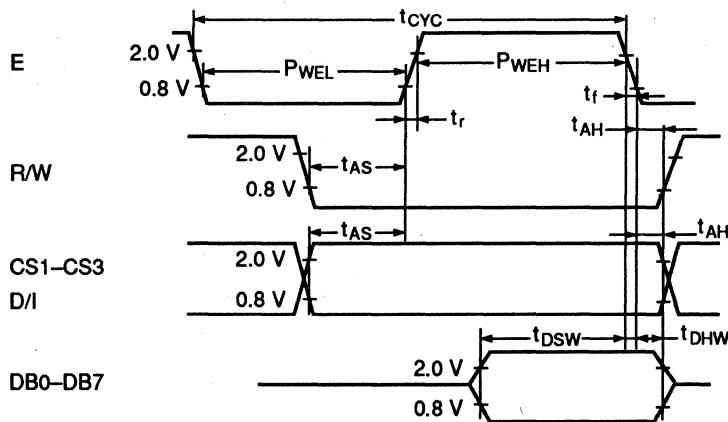 tCYC
E
2.0 V
0.8 V
PWEL
PWEH
tf
tr
tAH
R/W
2.0 V
0.8 V
tAS
tAS
tAH
CS1–CS3
D/I
2.0 V
0.8 V
tDSW
tDHW
DB0–DB7
2.0 V
0.8 V